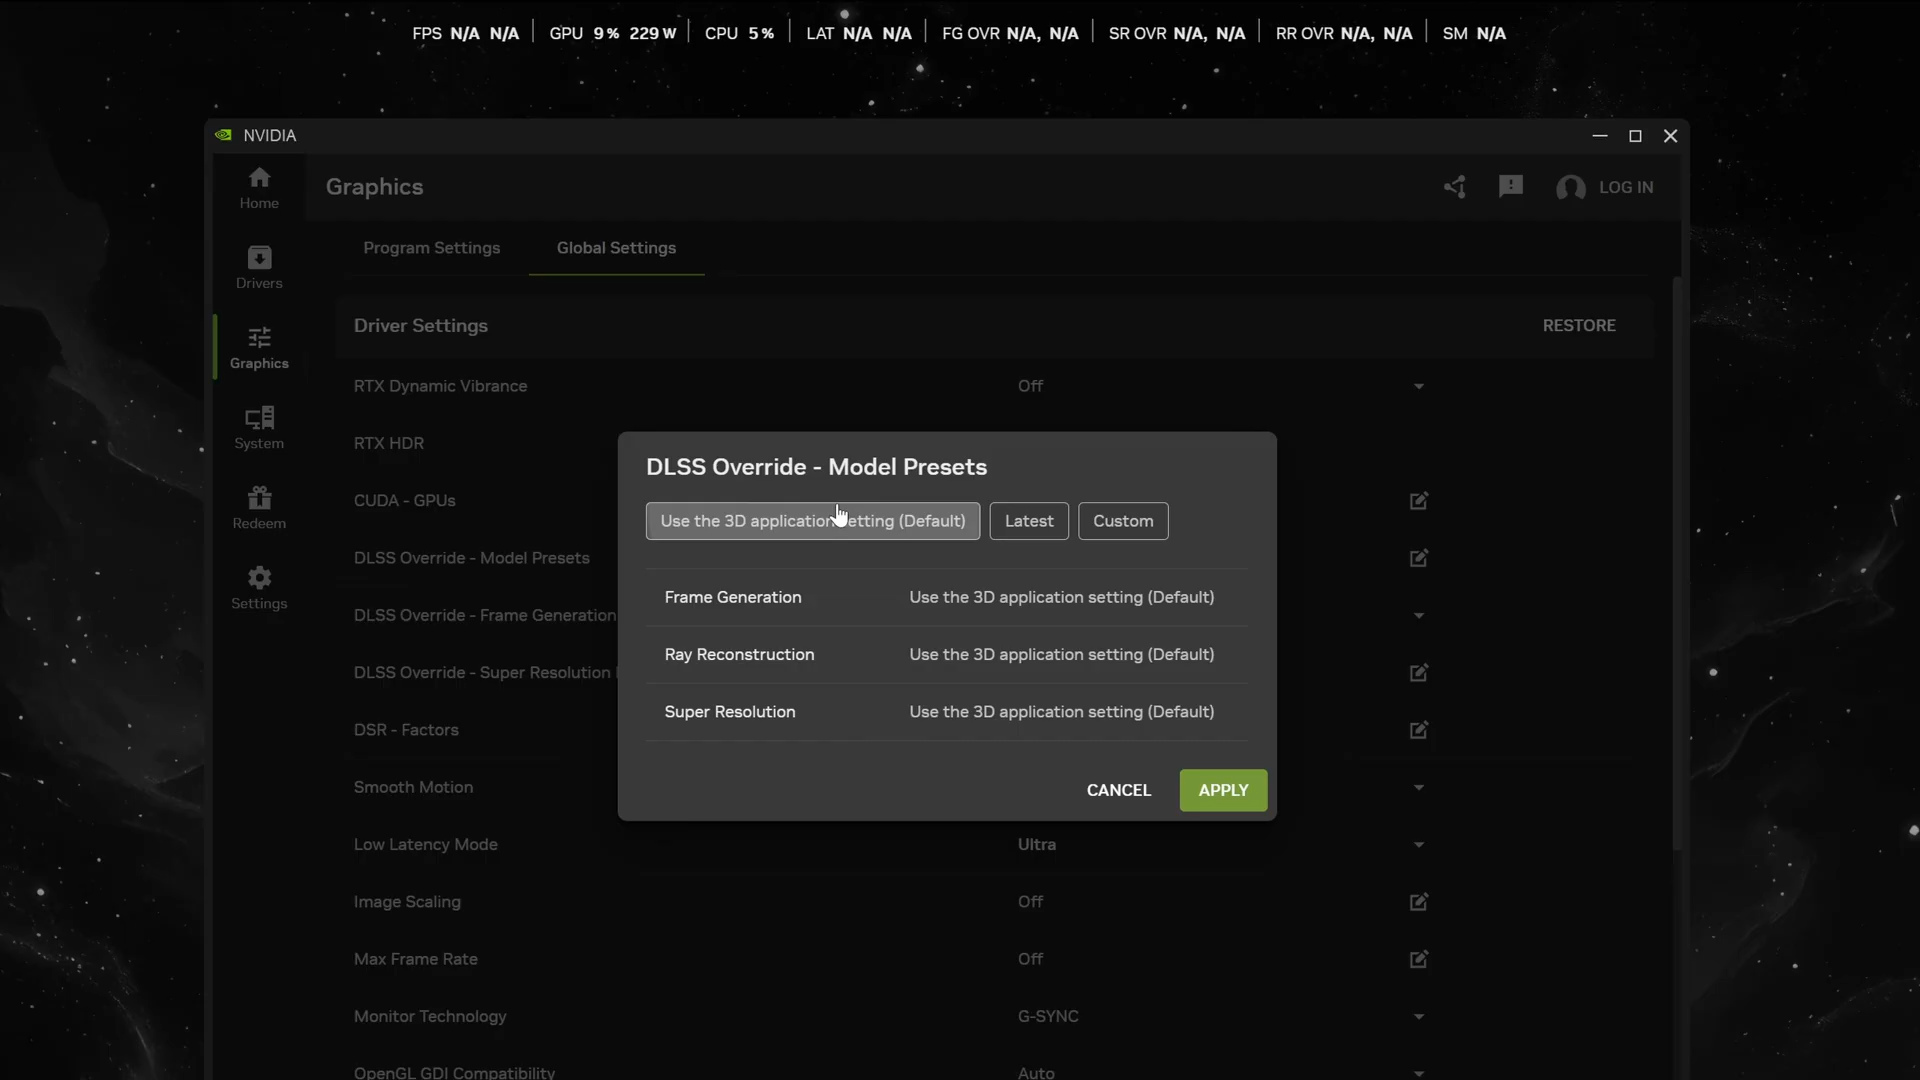 FPS N/A N/A GPU 9% 229W CPU 5% LAT N/A N/A FG OVR N/A, N/A SR OVR N/A, N/A RR OVR N/A, N/A SM N/A
NVIDIA
Home
Graphics
LOG IN
Program Settings
Global Settings
Drivers
Driver Settings
RESTORE
Graphics
RTX Dynamic Vibrance
Off
System
RTX HDR
DLSS Override - Model Presets
Redeem
CUDA - GPUs
Use the 3D application setting (Default)
Latest
Custom
DLSS Override - Model Presets
Settings
DLSS Override - Frame Generation
Frame Generation
Use the 3D application setting (Default)
DLSS Override - Super Resolution
Ray Reconstruction
Use the 3D application setting (Default)
DSR - Factors
Super Resolution
Use the 3D application setting (Default)
Smooth Motion
CANCEL
APPLY
Low Latency Mode
Ultra
Image Scaling
Off
Max Frame Rate
Off
Monitor Technology
G-SYNC
OpenGL GDI Compatibility
Auto